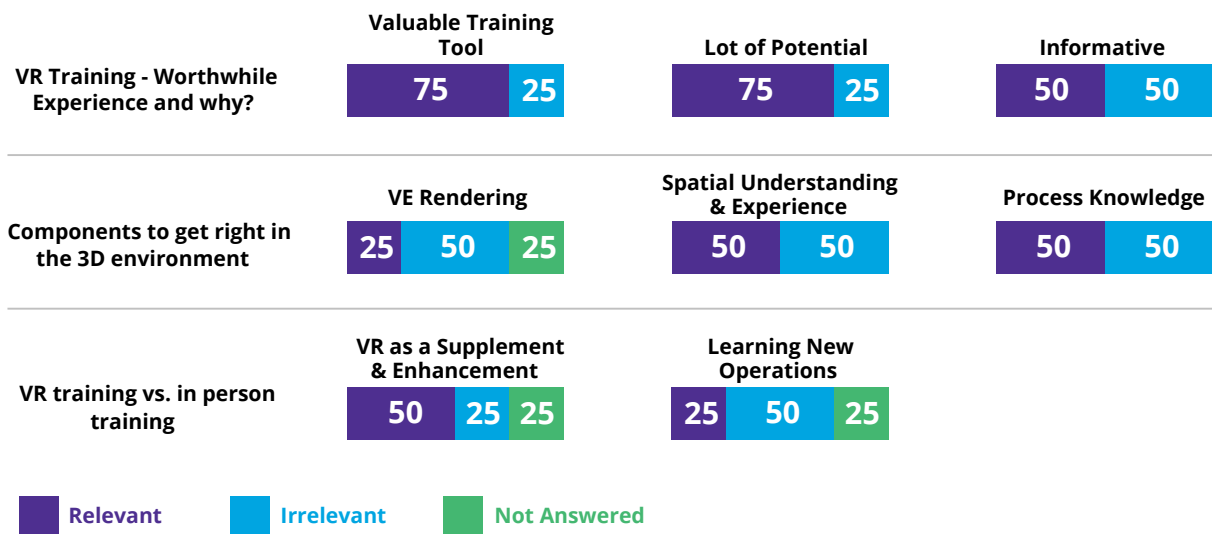 Valuable Training
Tool
Lot of Potential
Informative
VR Training - Worthwhile
Experience and why?
75 25
75 25
50 50
VE Rendering
Spatial Understanding
& Experience
Process Knowledge
Components to get right in
the 3D environment
25 50 25
50 50
50 50
VR as a Supplement
& Enhancement
Learning New
Operations
VR training vs. in person
training
50 25 25
25 50 25
Relevant
Irrelevant
Not Answered